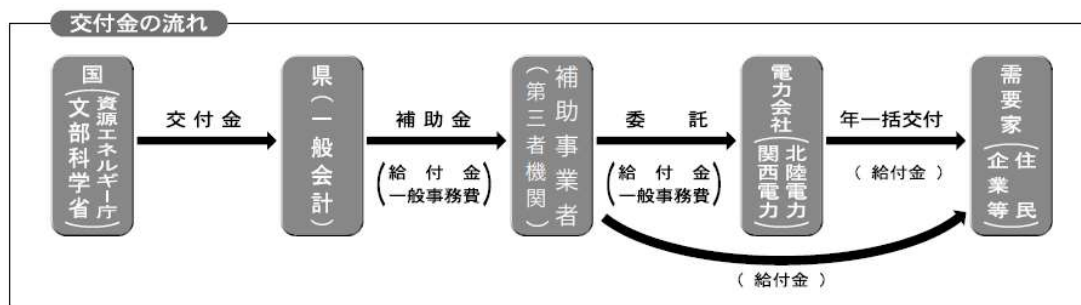 交付金の流れ
国
資源エネルギー庁
文部科学省
交付金
県(一般会計)
補助金
(給付金
一般事務費)
補助事業者
(第三者機関)
委託
(給付金
一般事務費)
電力会社
北陸電力
関西電力
年一括交付
(給付金)
需要家
住民
企業等
(給付金)